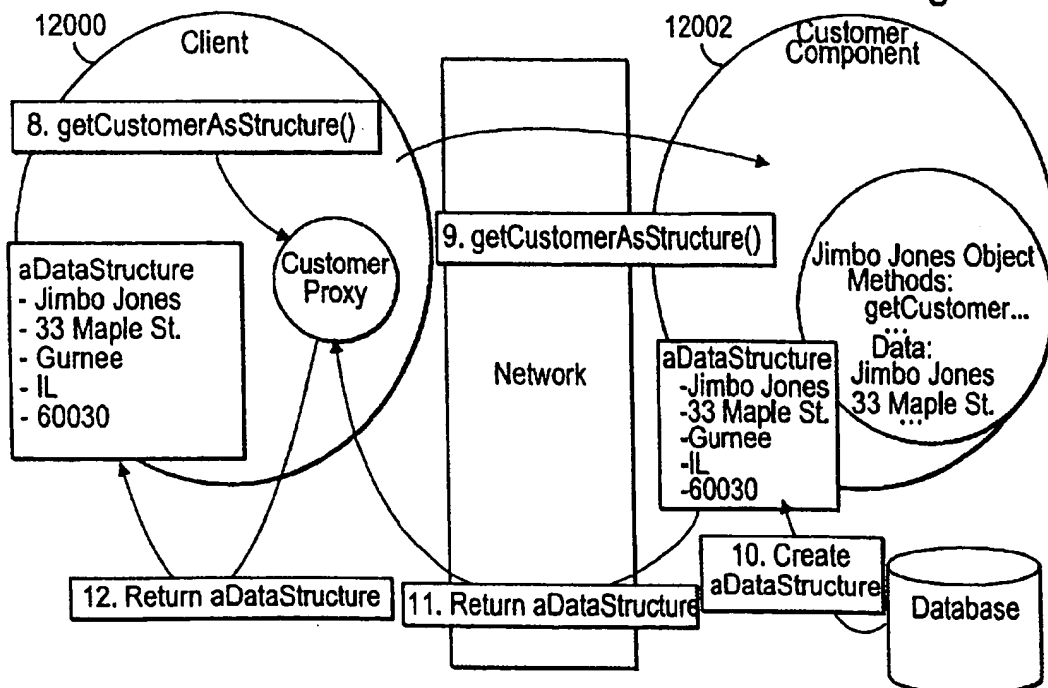 12000
Client
12002
Customer
Component
8. getCustomerAsStructure()
9. getCustomerAsStructure()
Customer
Proxy
aDataStructure
- Jimbo Jones
- 33 Maple St.
- Gurnee
- IL
- 60030
Network
Jimbo Jones Object
Methods:
getCustomer...
...
Data:
Jimbo Jones
33 Maple St.
...
aDataStructure
-Jimbo Jones
-33 Maple St.
-Gurnee
-IL
-60030
10. Create
aDataStructure
12. Return aDataStructure
11. Return aDataStructure
Database